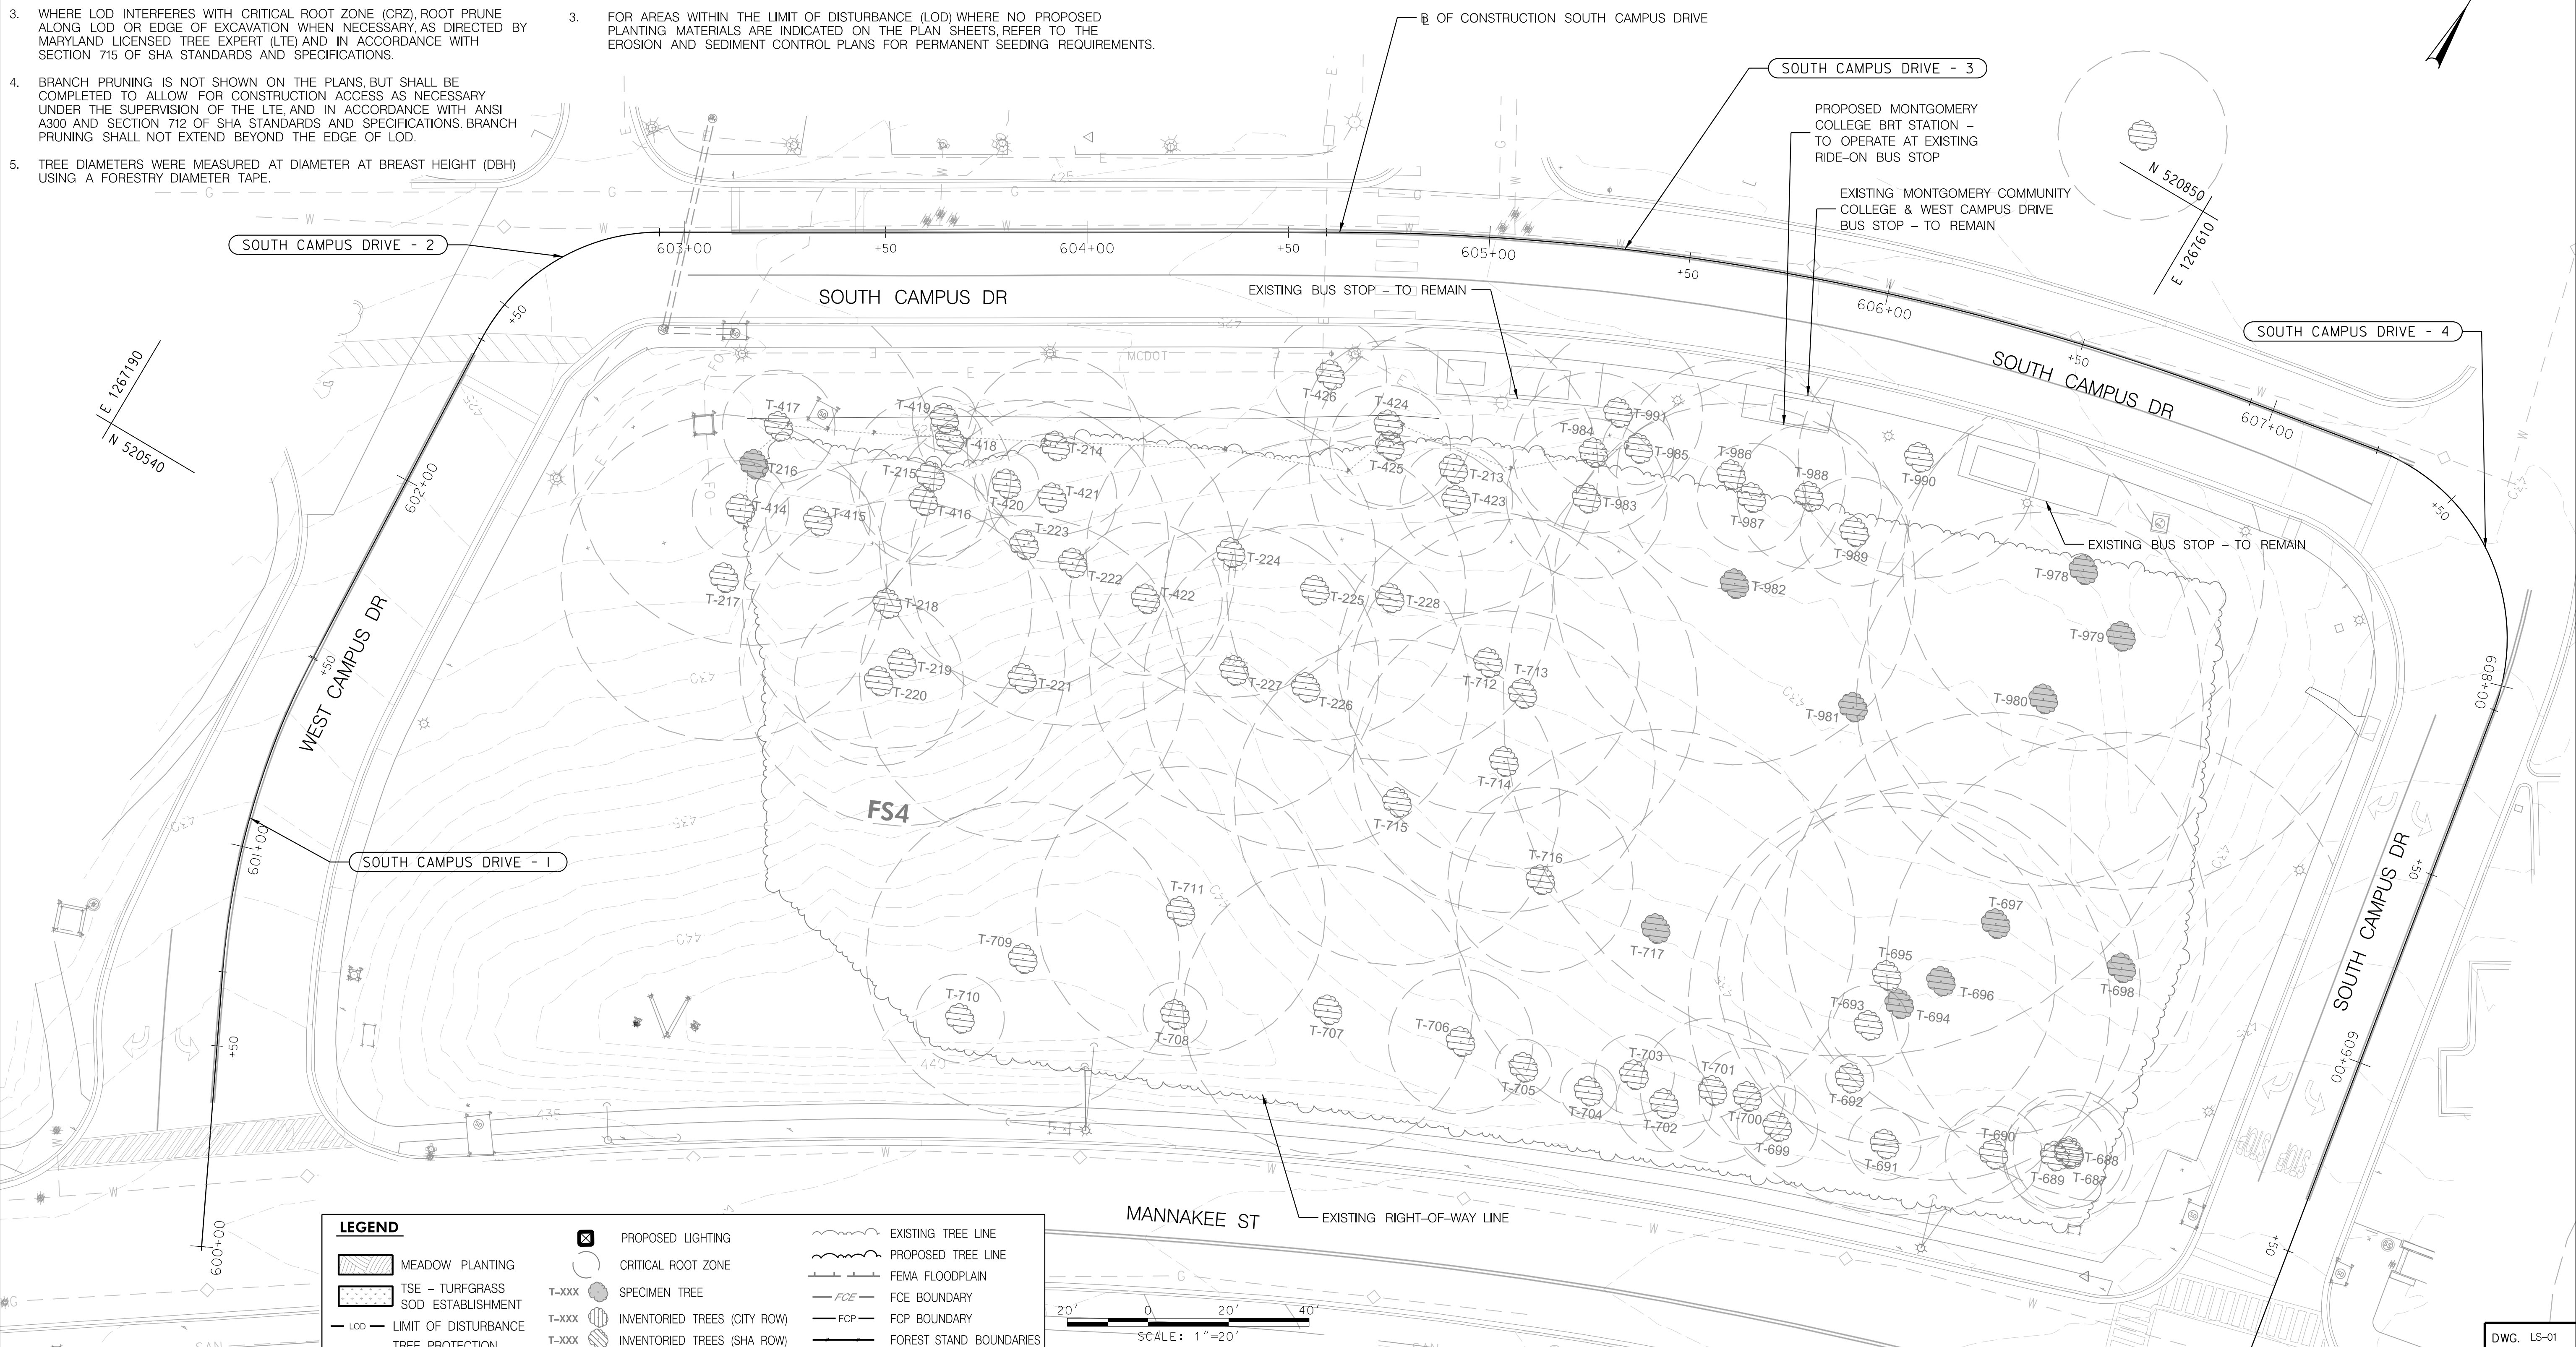 3. WHERE LOD INTERFERES WITH CRITICAL ROOT ZONE (CRZ), ROOT PRUNE
ALONG LOD OR EDGE OF EXCAVATION WHEN NECESSARY, AS DIRECTED BY
MARYLAND LICENSED TREE EXPERT (LTE) AND IN ACCORDANCE WITH
SECTION 715 OF SHA STANDARDS AND SPECIFICATIONS.
4. BRANCH PRUNING IS NOT SHOWN ON THE PLANS, BUT SHALL BE
COMPLETED TO ALLOW FOR CONSTRUCTION ACCESS AS NECESSARY
UNDER THE SUPERVISION OF THE LTE, AND IN ACCORDANCE WITH ANSI
A300 AND SECTION 712 OF SHA STANDARDS AND SPECIFICATIONS. BRANCH
PRUNING SHALL NOT EXTEND BEYOND THE EDGE OF LOD.
5. TREE DIAMETERS WERE MEASURED AT DIAMETER AT BREAST HEIGHT (DBH)
USING A FORESTRY DIAMETER TAPE.
3. FOR AREAS WITHIN THE LIMIT OF DISTURBANCE (LOD) WHERE NO PROPOSED
PLANTING MATERIALS ARE INDICATED ON THE PLAN SHEETS, REFER TO THE
EROSION AND SEDIMENT CONTROL PLANS FOR PERMANENT SEEDING REQUIREMENTS.
OF CONSTRUCTION SOUTH CAMPUS DRIVE
SOUTH CAMPUS DRIVE - 3
PROPOSED MONTGOMERY
COLLEGE BRT STATION –
TO OPERATE AT EXISTING
RIDE–ON BUS STOP
EXISTING MONTGOMERY COMMUNITY
COLLEGE & WEST CAMPUS DRIVE
BUS STOP – TO REMAIN
N 520850
E 1267610
SOUTH CAMPUS DRIVE - 2
603+00
+50
604+00
+50
605+00
+50
606+00
+50
607+00
+50
608+00
+50
609+00
+50
SOUTH CAMPUS DR
EXISTING BUS STOP – TO REMAIN
SOUTH CAMPUS DR
SOUTH CAMPUS DRIVE - 4
EXISTING BUS STOP – TO REMAIN
MCDOT
425
425
425
E 1267190
N 520540
+50
602+00
+50
WEST CAMPUS DR
601+00
SOUTH CAMPUS DRIVE - 1
+50
600+00
T-417
T-419
T-418
T-214
T216
T-215
T-420
T-421
T-414
T-415
T-416
T-223
T-222
T-217
T-218
T-422
T-224
T-225
T-228
T-219
T-220
T-221
T-227
T-226
T-426
T-424
T-425
T-213
T-423
T-984
T-991
T-985
T-983
T-986
T-987
T-988
T-989
T-990
T-982
T-978
T-979
T-980
T-981
T-712
T-713
T-714
T-715
T-716
T-717
FS4
435
T-711
T-709
T-710
T-708
T-707
T-706
T-705
T-704
T-703
T-702
T-701
T-700
T-699
T-697
T-695
T-696
T-698
T-693
T-694
T-692
T-691
T-690
T-689
T-688
T-687
435
SOUTH CAMPUS DR
STOP
STOP
MANNAKEE ST
EXISTING RIGHT–OF–WAY LINE
LEGEND
MEADOW PLANTING
TSE – TURFGRASS
SOD ESTABLISHMENT
LOD LIMIT OF DISTURBANCE
TREE PROTECTION
PROPOSED LIGHTING
CRITICAL ROOT ZONE
T-XXX SPECIMEN TREE
T-XXX INVENTORIED TREES (CITY ROW)
T-XXX INVENTORIED TREES (SHA ROW)
EXISTING TREE LINE
PROPOSED TREE LINE
FEMA FLOODPLAIN
FCE FCE BOUNDARY
FCP FCP BOUNDARY
FOREST STAND BOUNDARIES
20' 0 20' 40'
SCALE: 1"=20'
DWG. LS–01